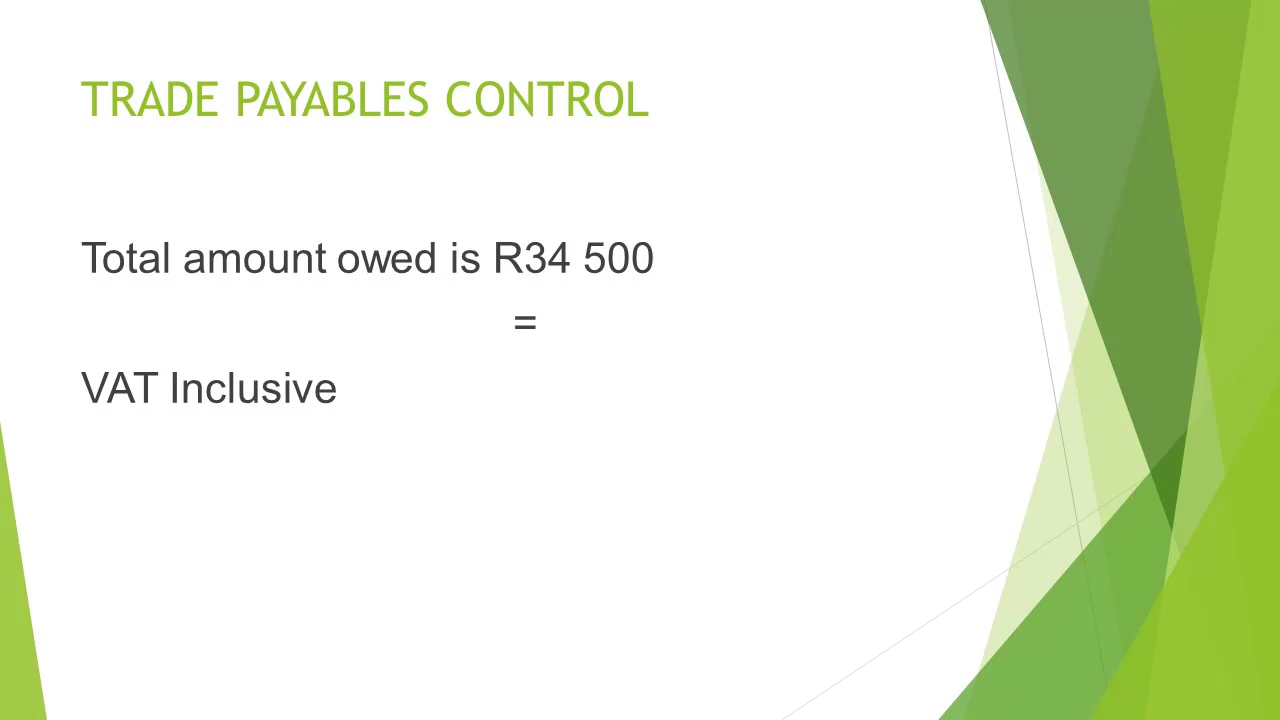 TRADE PAYABLES CONTROL
Total amount owed is R34 500
=
VAT Inclusive